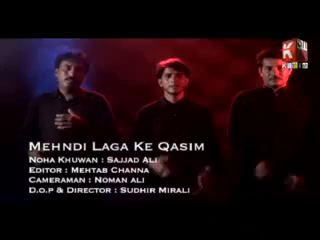 MEHNDI LAGA KE QASIM
NOHA KHUWAN : SAJJAD ALI
EDITOR : MEHTAB CHANNA
CAMERAMAN : NOMAN ALI
D.O.P & DIRECTOR : SUDHIR MIRALI